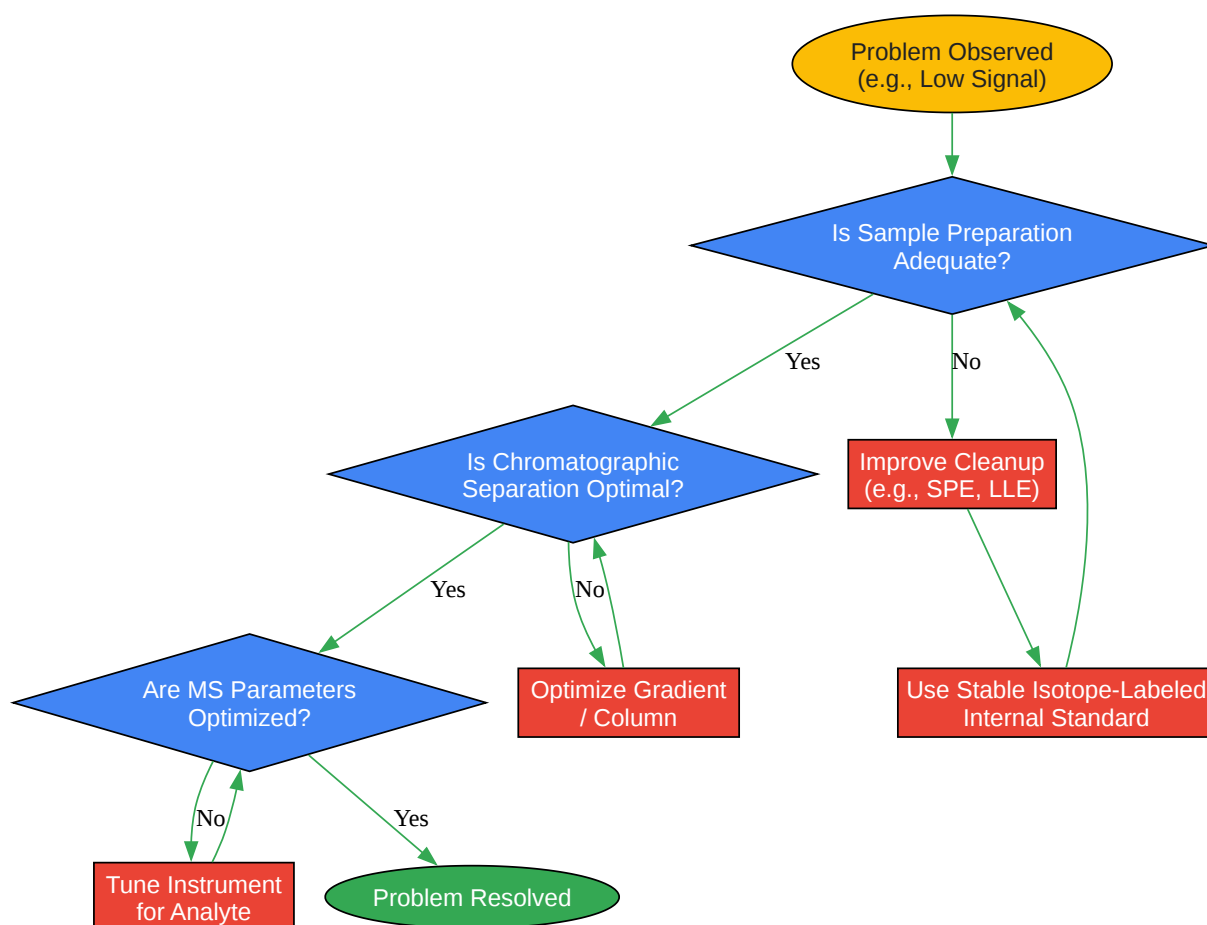 Problem Observed
(e.g., Low Signal)
Is Sample Preparation
Adequate?
Yes
No
Is Chromatographic
Separation Optimal?
Improve Cleanup
(e.g., SPE, LLE)
Yes
No
Are MS Parameters
Optimized?
Optimize Gradient
/ Column
Use Stable Isotope-Labeled
Internal Standard
No
Yes
Tune Instrument
for Analyte
Problem Resolved